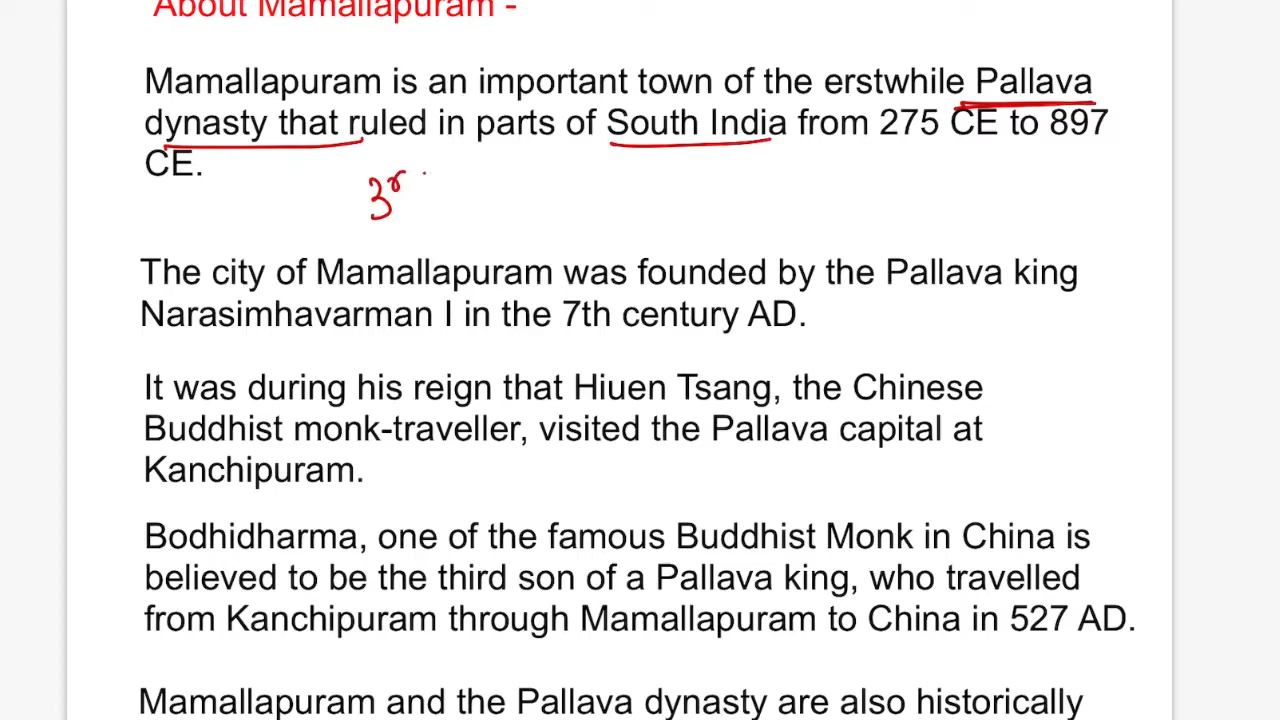 About Mamallapuram -
Mamallapuram is an important town of the erstwhile Pallava
dynasty that ruled in parts of South India from 275 CE to 897
CE.
3r
The city of Mamallapuram was founded by the Pallava king
Narasimhavarman I in the 7th century AD.
It was during his reign that Hiuen Tsang, the Chinese
Buddhist monk-traveller, visited the Pallava capital at
Kanchipuram.
Bodhidharma, one of the famous Buddhist Monk in China is
believed to be the third son of a Pallava king, who travelled
from Kanchipuram through Mamallapuram to China in 527 AD.
Mamallapuram and the Pallava dynasty are also historically